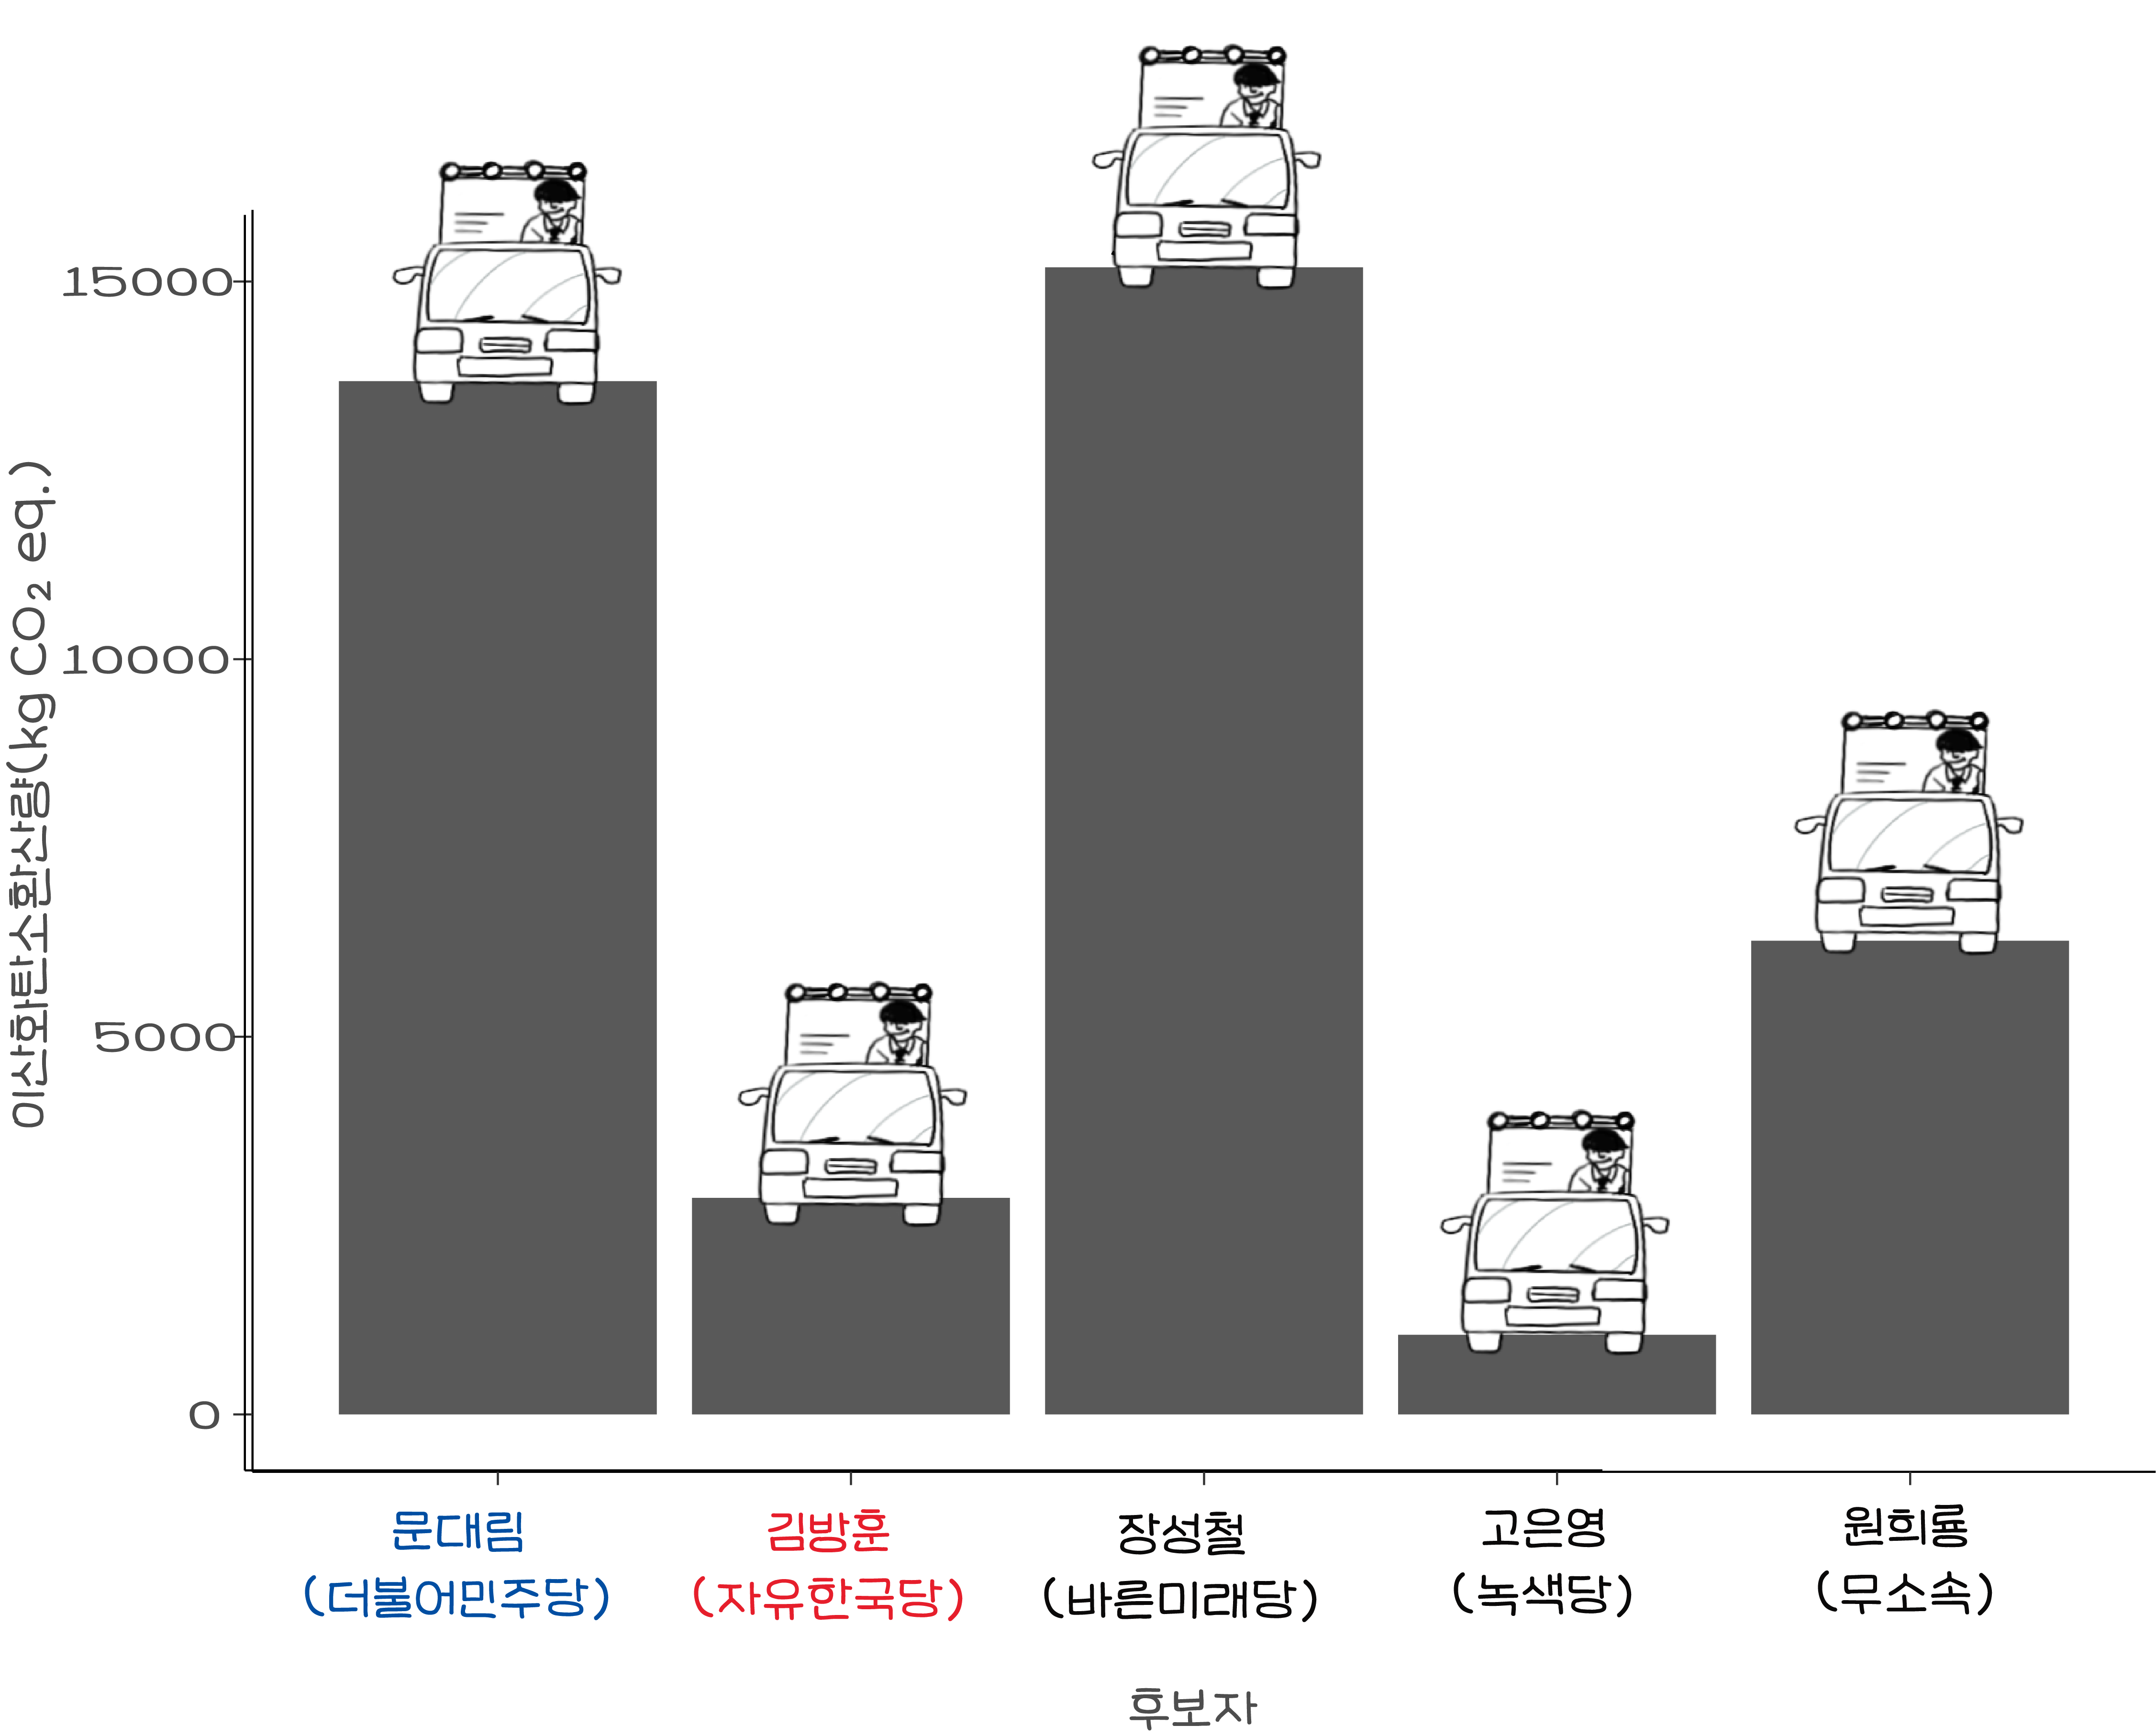 이산화탄소환산량(kg CO₂ eq.)
15000
10000
5000
0
문대림 김방훈 장성철 고은영 원희룡
(더불어민주당) (자유한국당) (바른미래당) (녹색당) (무소속)
후보자